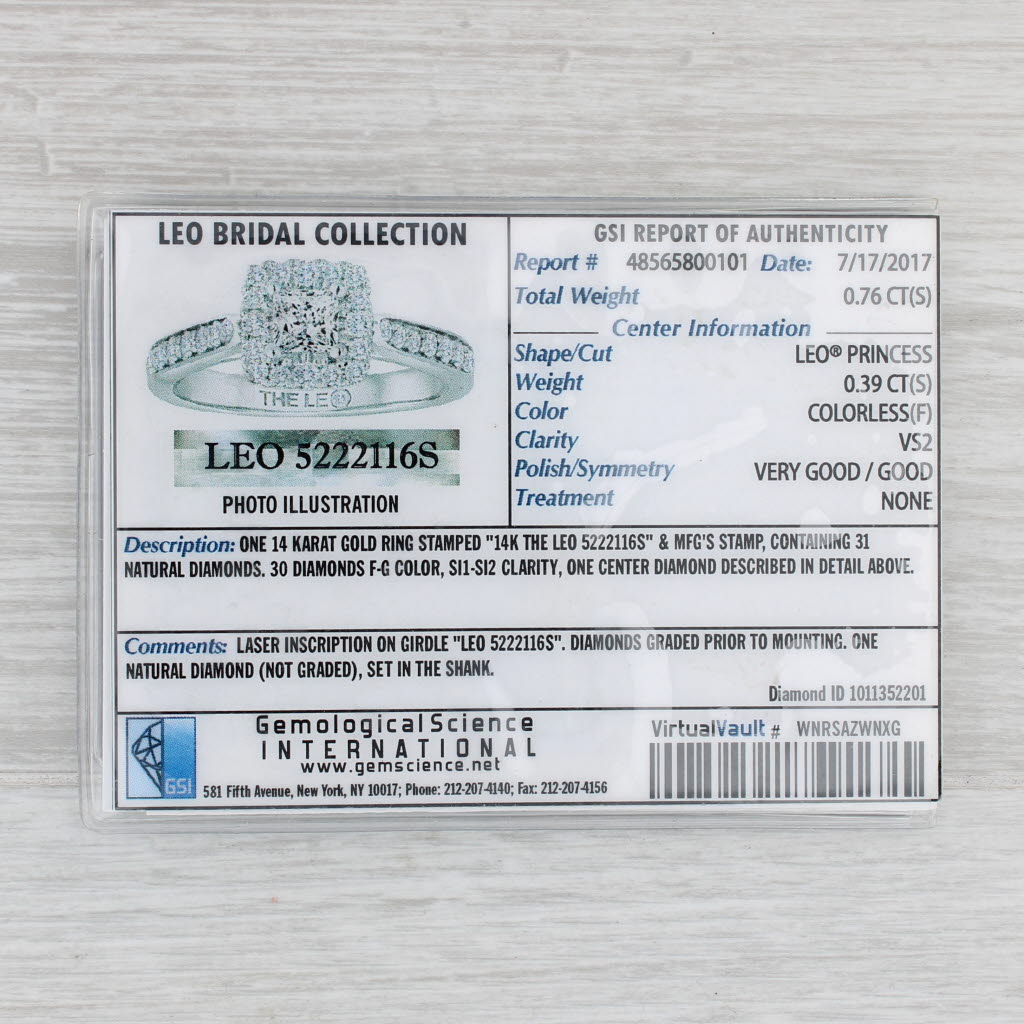 LEO BRIDAL COLLECTION
THE LEO
LEO 5222116S
PHOTO ILLUSTRATION
GSI REPORT OF AUTHENTICITY
Report # 48565800101 Date: 7/17/2017
Total Weight 0.76 CT(S)
Center Information
Shape/Cut LEO® PRINCESS
Weight 0.39 CT(S)
Color COLORLESS(F)
Clarity VS2
Polish/Symmetry VERY GOOD / GOOD
Treatment NONE
Description: ONE 14 KARAT GOLD RING STAMPED "14K THE LEO 5222116S" & MFG'S STAMP, CONTAINING 31
NATURAL DIAMONDS. 30 DIAMONDS F-G COLOR, SI1-SI2 CLARITY, ONE CENTER DIAMOND DESCRIBED IN DETAIL ABOVE.
Comments: LASER INSCRIPTION ON GIRDLE "LEO 5222116S". DIAMONDS GRADED PRIOR TO MOUNTING. ONE
NATURAL DIAMOND (NOT GRADED), SET IN THE SHANK.
Diamond ID 1011352201
GSI
Gemological Science
INTERNATIONAL
www.gemscience.net
581 Fifth Avenue, New York, NY 10017; Phone: 212-207-4140; Fax: 212-207-4156
VirtualVault # WNRSAZWNXG